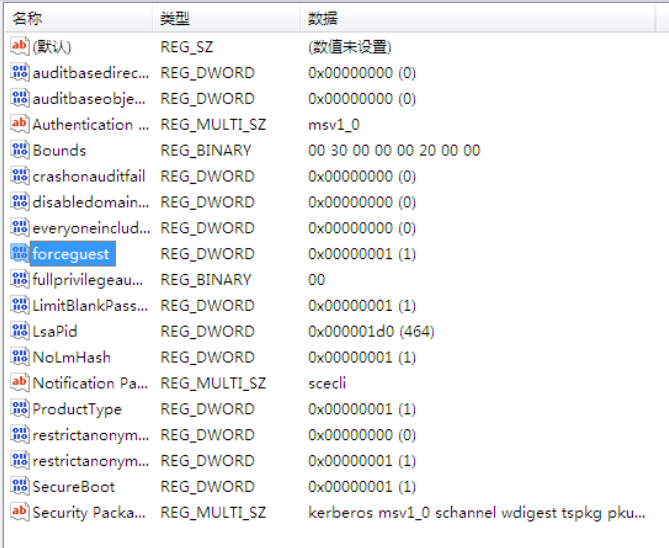 名称 类型 数据
(默认) REG_SZ (数值未设置)
auditbasedirec... REG_DWORD 0x00000000 (0)
auditbaseobje... REG_DWORD 0x00000000 (0)
Authentication ... REG_MULTI_SZ msv1_0
Bounds REG_BINARY 00 30 00 00 00 20 00 00
crashonauditfail REG_DWORD 0x00000000 (0)
disabledomain... REG_DWORD 0x00000000 (0)
everyoneinclud... REG_DWORD 0x00000000 (0)
forceguest REG_DWORD 0x00000001 (1)
fullprivilegeau... REG_BINARY 00
LimitBlankPass... REG_DWORD 0x00000001 (1)
LsaPid REG_DWORD 0x000001d0 (464)
NoLmHash REG_DWORD 0x00000001 (1)
Notification Pa... REG_MULTI_SZ scecli
ProductType REG_DWORD 0x00000001 (1)
restrictanonym... REG_DWORD 0x00000000 (0)
restrictanonym... REG_DWORD 0x00000001 (1)
SecureBoot REG_DWORD 0x00000001 (1)
Security Packa... REG_MULTI_SZ kerberos msv1_0 schannel wdigest tspkg pku...